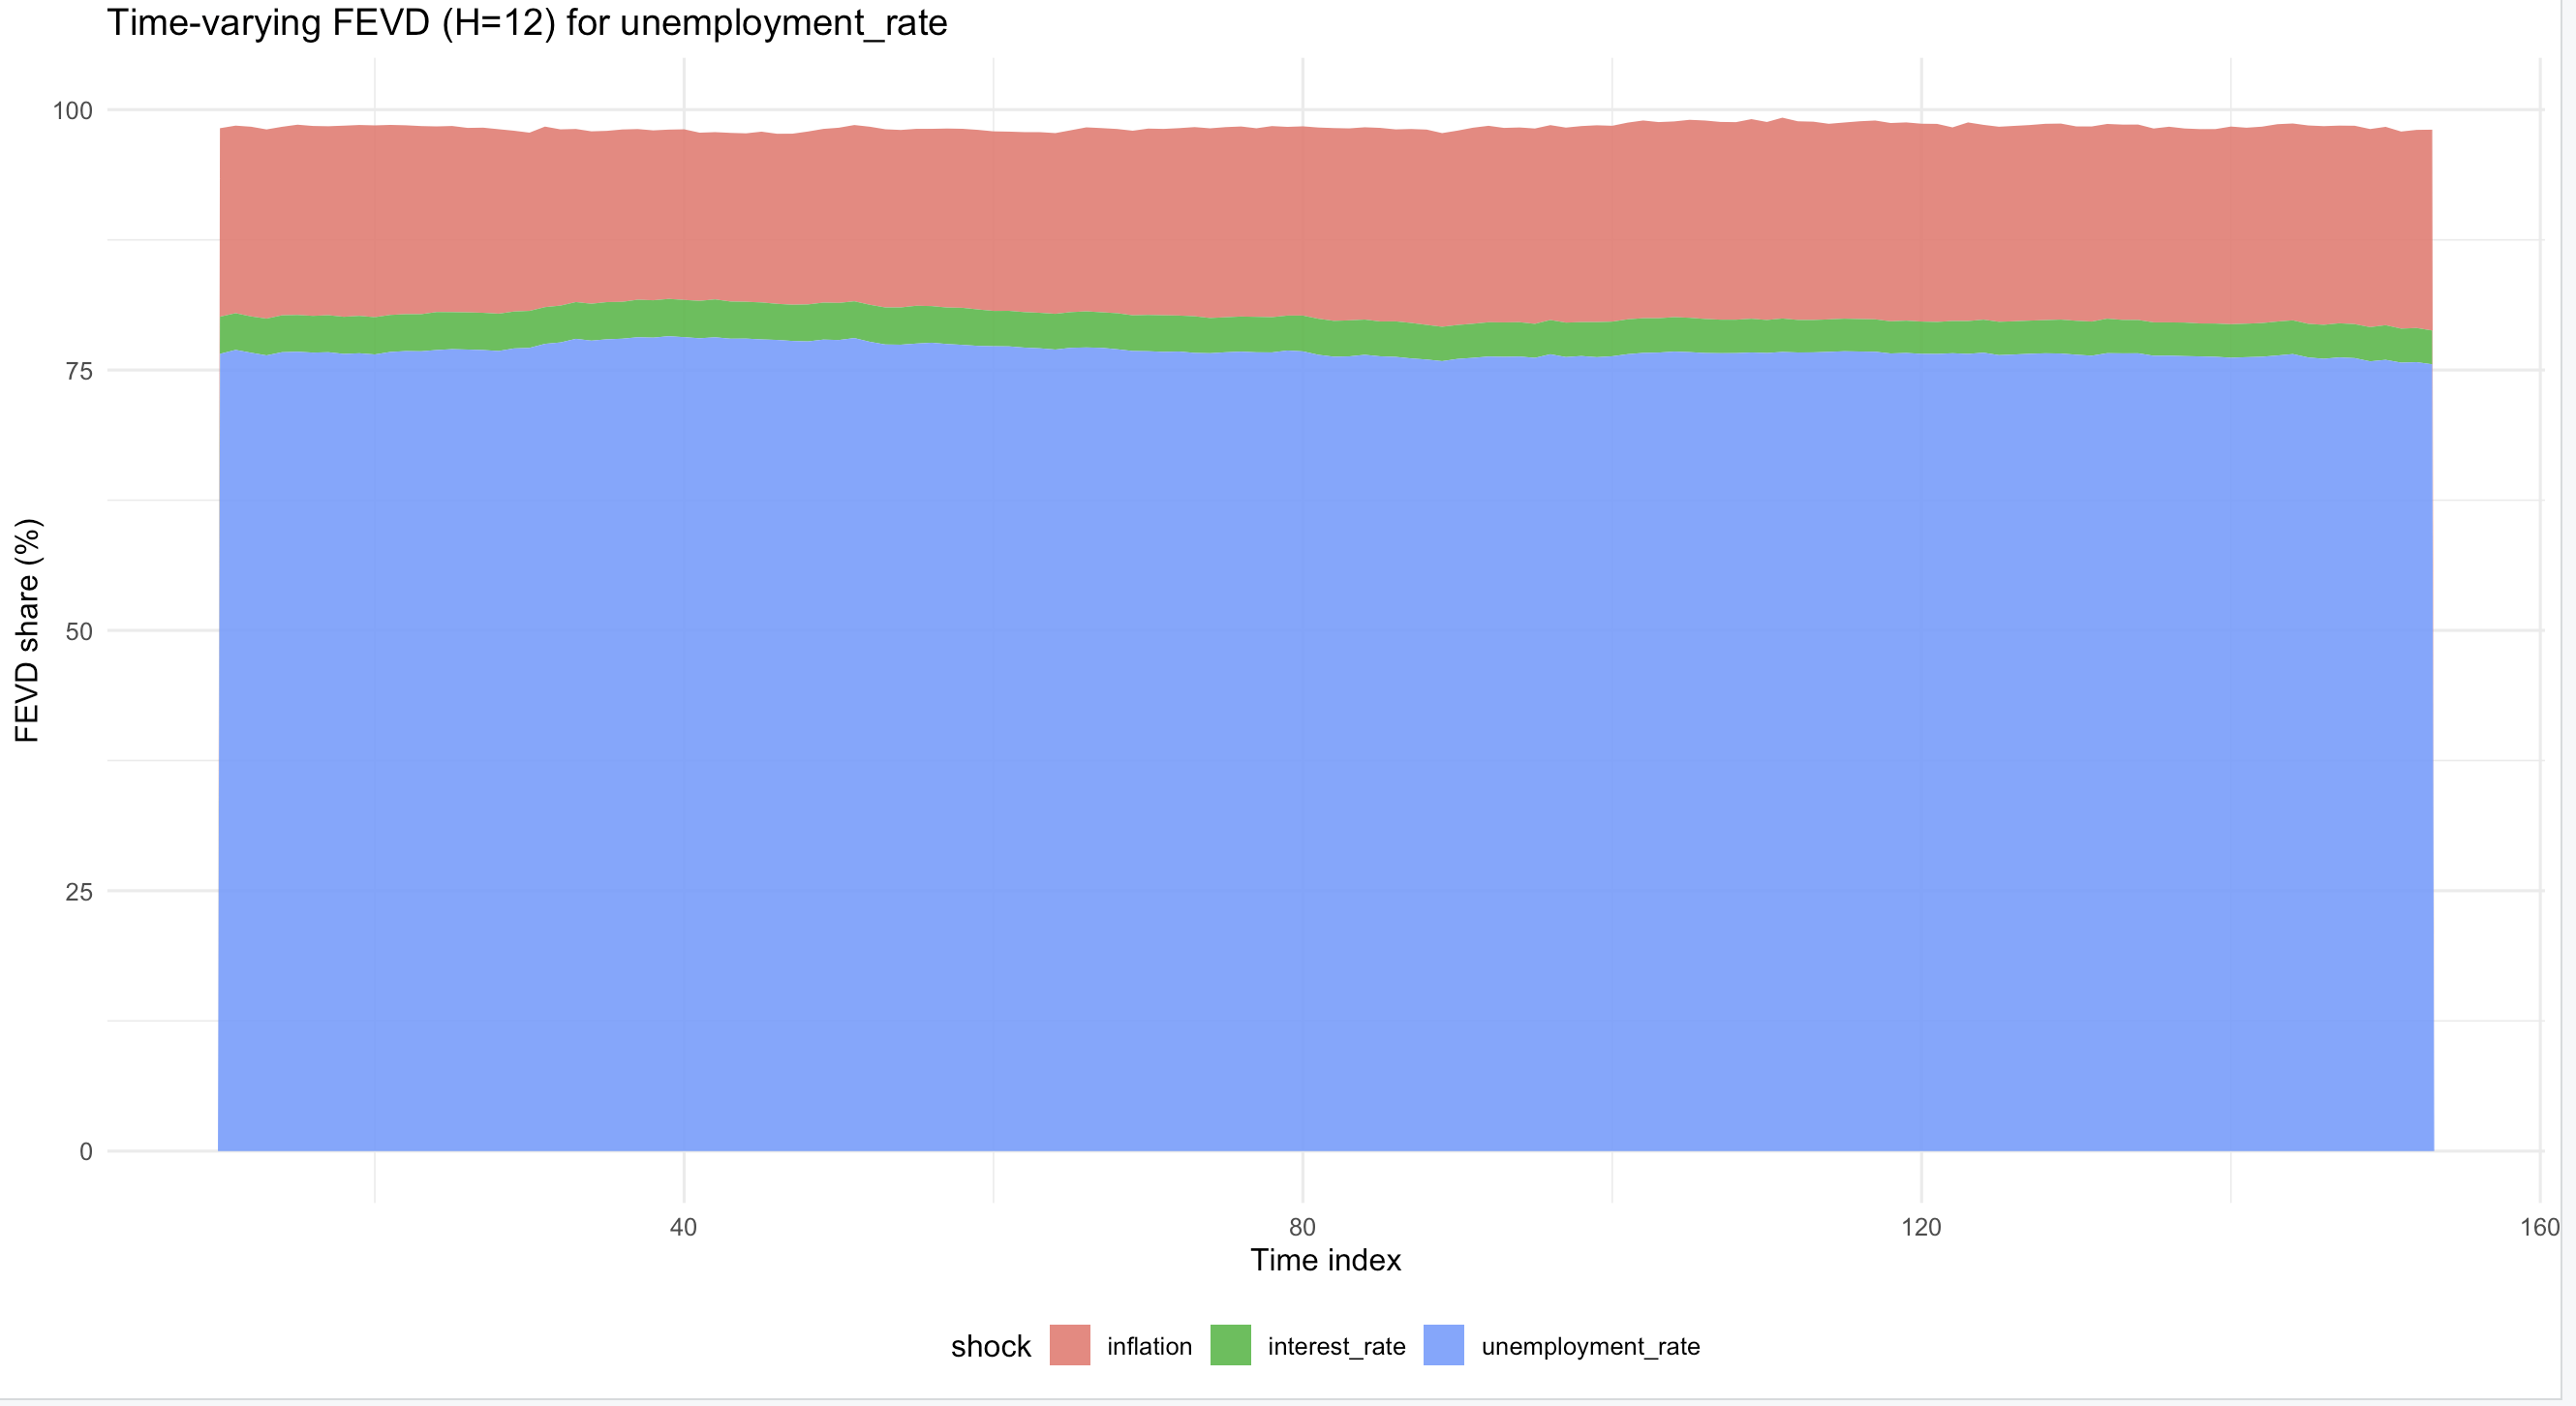 Time-varying FEVD (H=12) for unemployment_rate
100
75
50
25
0
FEVD share (%)
40 80 120 160
Time index
shock inflation interest_rate unemployment_rate